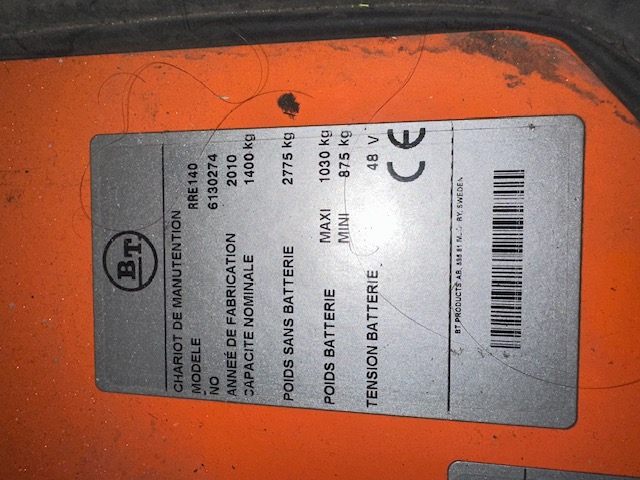 BT
CHARIOT DE MANUTENTION
MODELE RRE140
NO 6130274
ANNEÉ DE FABRICATION 2010
CAPACITE NOMINALE 1400 kg
POIDS SANS BATTERIE 2775 kg
POIDS BATTERIE MAXI 1030 kg
MINI 875 kg
TENSION BATTERIE 48 V
CE
BT PRODUCTS AB, SWEDEN